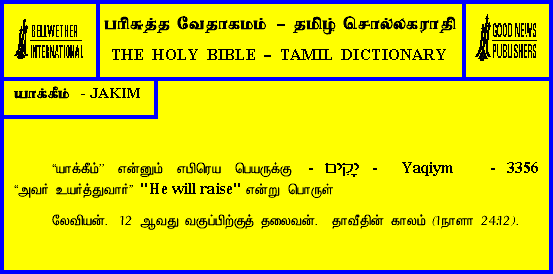 BELLWETHER
INTERNATIONAL
பரிசுத்த வேதாகமம் – தமிழ் சொல்லகராதி
THE HOLY BIBLE – TAMIL DICTIONARY
GOOD NEWS
PUBLISHERS
யாக்கீம் - JAKIM
“யாக்கீம்” என்னும் எபிரெய பெயருக்கு - יָקִים - Yaqiym - 3356
“அவர் உயர்த்துவார்” "He will raise" என்று பொருள்
லேவியன். 12 ஆவது வகுப்பிற்குத் தலைவன். தாவீதின் காலம் (1நாளா 24:12).